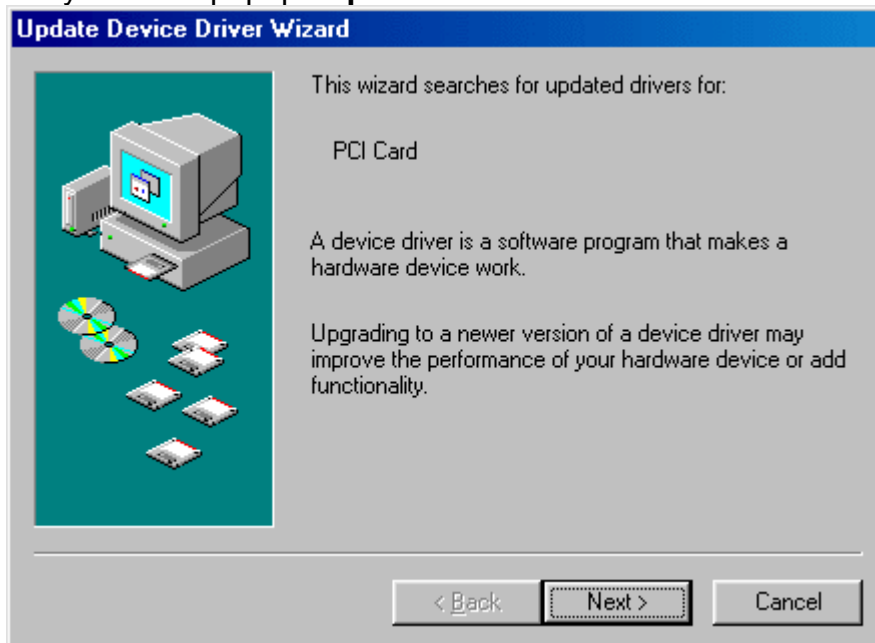 Update Device Driver Wizard
This wizard searches for updated drivers for:
PCI Card
A device driver is a software program that makes a
hardware device work.
Upgrading to a newer version of a device driver may
improve the performance of your hardware device or add
functionality.
< Back
Next >
Cancel